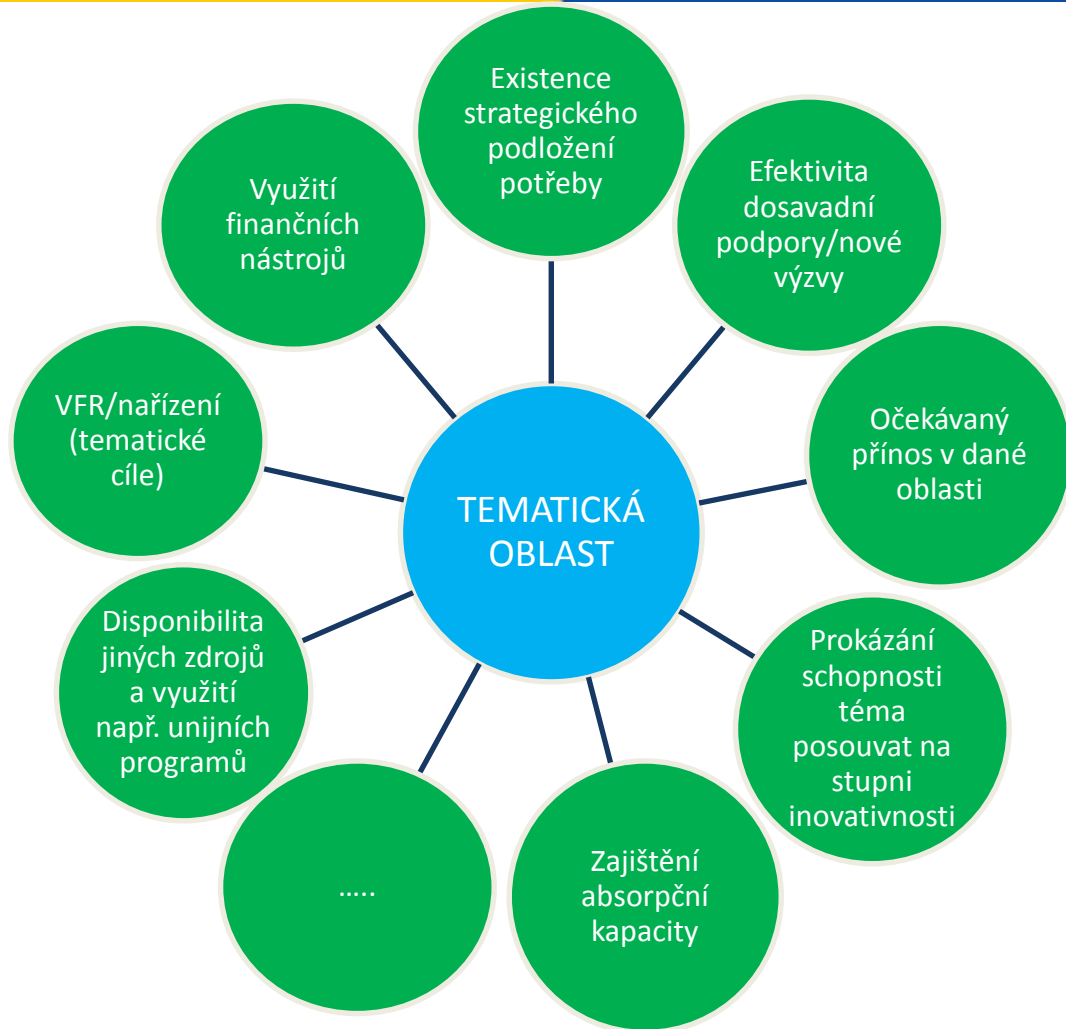 Existence
strategického
podložení
potřeby
Efektivita
dosavadní
podpory/nové
výzvy
Očekávaný
přínos v dané
oblasti
Prokázání
schopnosti
téma
posouvat na
stupni
inovativnosti
Zajištění
absorpční
kapacity
…..
Disponibilita
jiných zdrojů
a využití
např. unijních
programů
VFR/nařízení
(tematické
cíle)
Využití
finančních
nástrojů
TEMATICKÁ
OBLAST